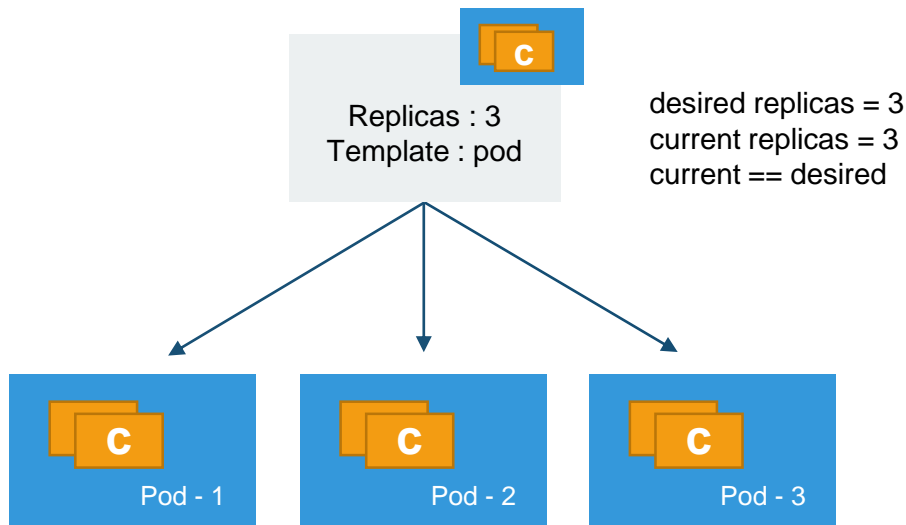 C
Replicas : 3
Template : pod
desired replicas = 3
current replicas = 3
current == desired
C
Pod - 1
C
Pod - 2
C
Pod - 3